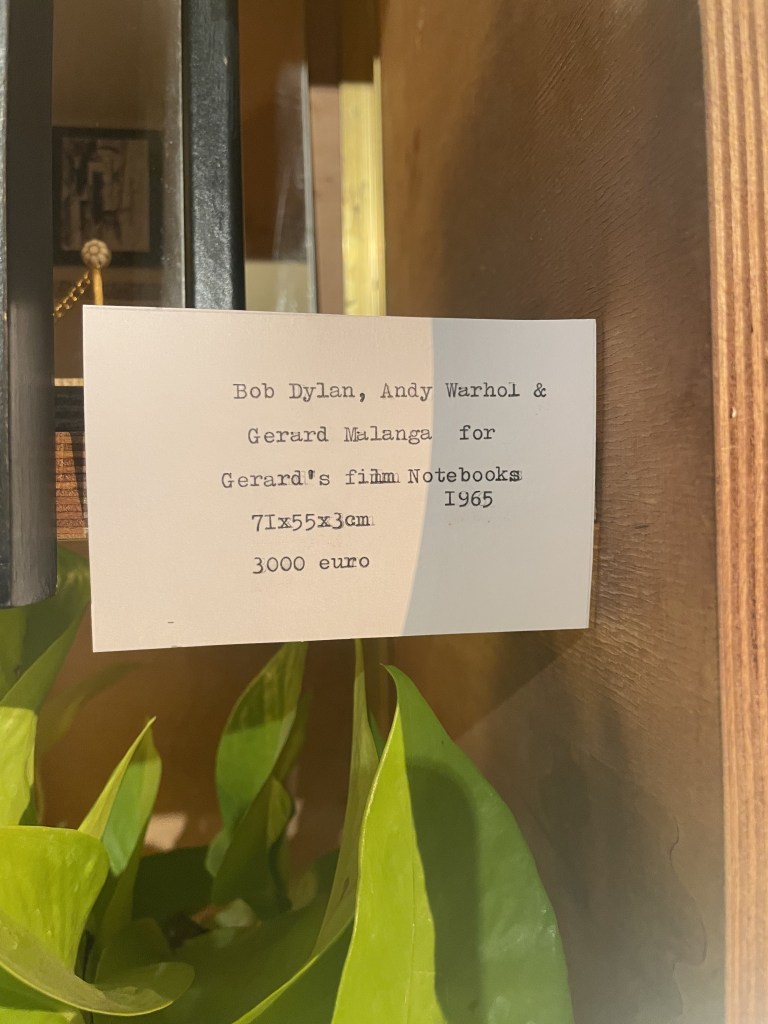 Bob Dylan, Andy Warhol &
Gerard Malanga for
Gerard's film Notebooks
1965
71x55x3cm
3000 euro